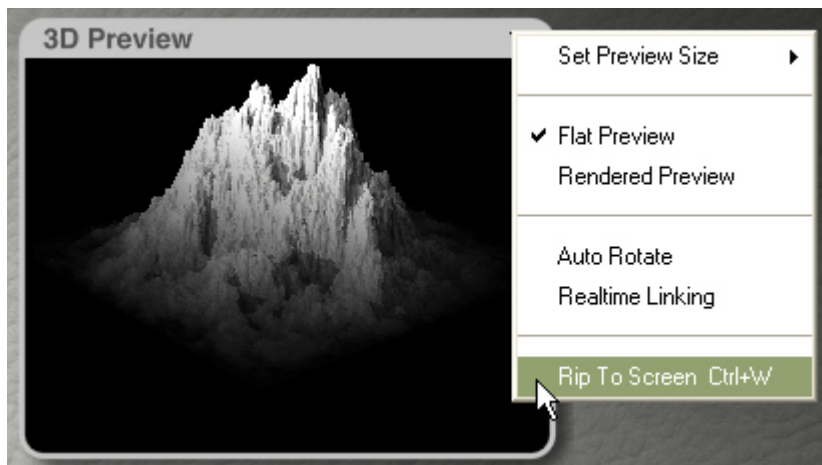 3D Preview
Set Preview Size
Flat Preview
Rendered Preview
Auto Rotate
Realtime Linking
Rip To Screen Ctrl+W